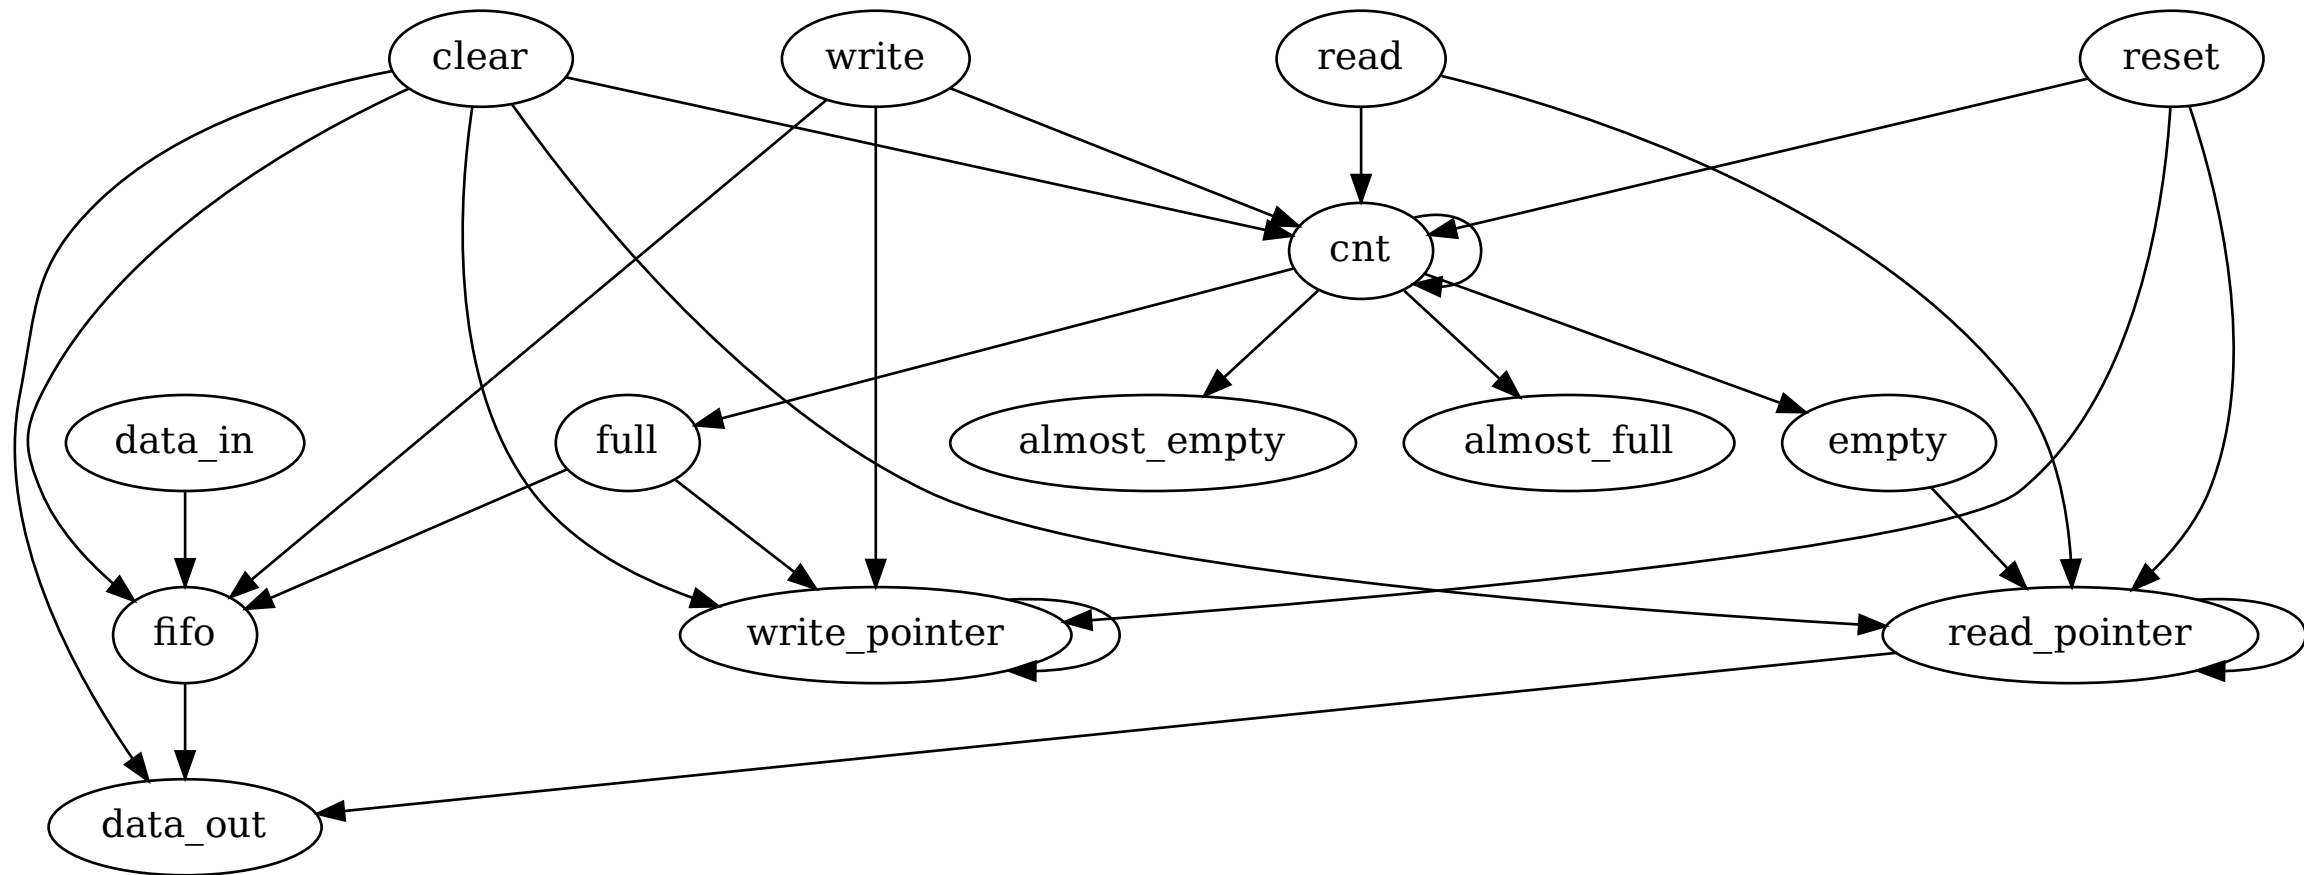 clear
write
read
reset
cnt
data_in
full
almost_empty
almost_full
empty
fifo
write_pointer
read_pointer
data_out